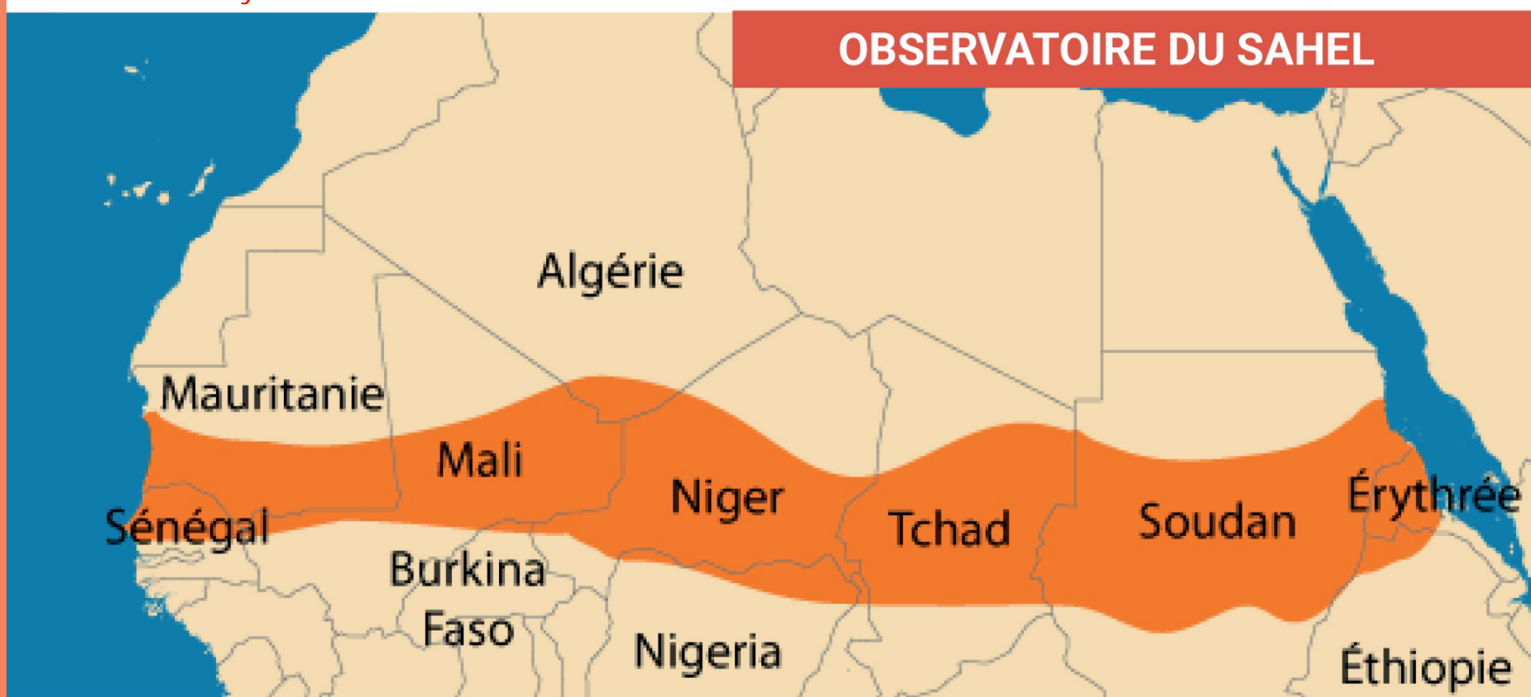 OBSERVATOIRE DU SAHEL
Algérie
Mauritanie
Mali
Niger
Tchad
Soudan
Érythrée
Sénégal
Burkina
Faso
Nigeria
Éthiopie